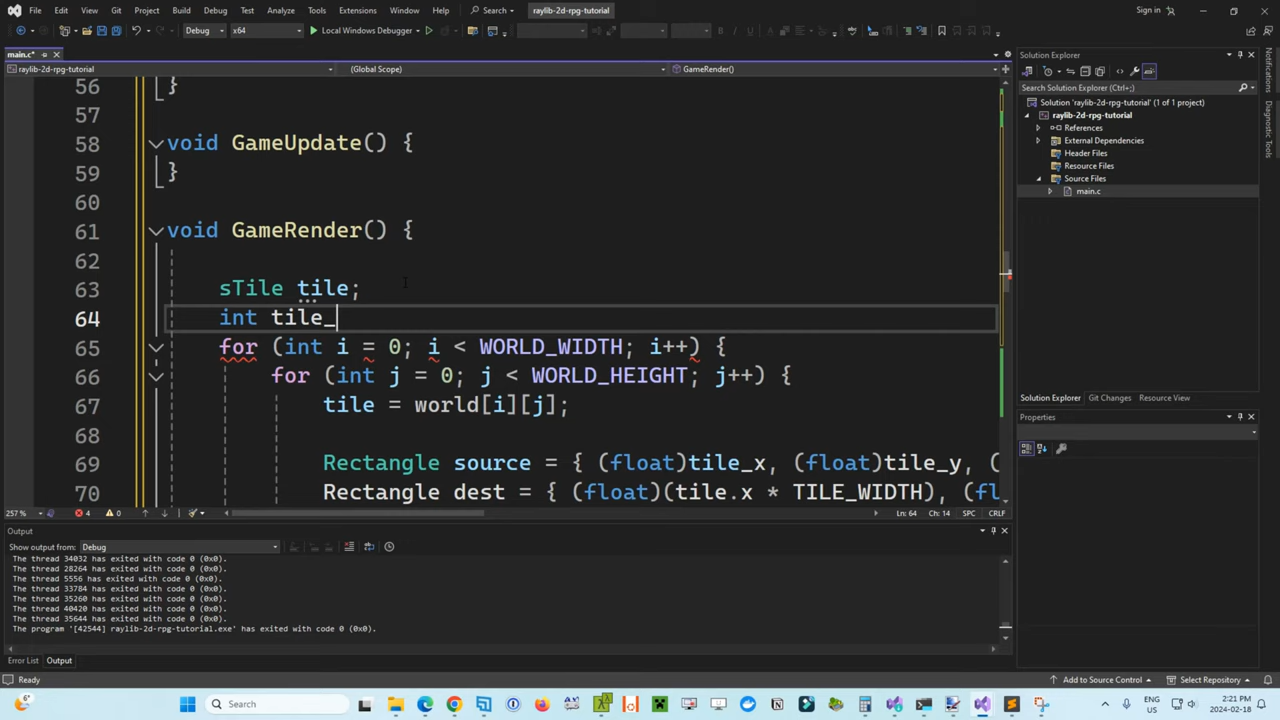 File Edit View Git Project Build Debug Test Analyze Tools Extensions Window Help Search raylib-2d-rpg-tutorial Sign in
Debug x64 Local Windows Debugger
main.c*
raylib-2d-rpg-tutorial (Global Scope) GameRender()
56 }
57
58 void GameUpdate() {
59 }
60
61 void GameRender() {
62
63 sTile tile;
64 int tile_
65 for (int i = 0; i < WORLD_WIDTH; i++) {
66 for (int j = 0; j < WORLD_HEIGHT; j++) {
67 tile = world[i][j];
68
69 Rectangle source = { (float)tile_x, (float)tile_y, (
70 Rectangle dest = { (float)(tile.x * TILE_WIDTH), (fl
257 % 4 0 Ln: 64 Ch: 14 SPC CRLF
Output
Show output from: Debug
The thread 34032 has exited with code 0 (0x0).
The thread 28264 has exited with code 0 (0x0).
The thread 5556 has exited with code 0 (0x0).
The thread 33784 has exited with code 0 (0x0).
The thread 35260 has exited with code 0 (0x0).
The thread 40420 has exited with code 0 (0x0).
The thread 35644 has exited with code 0 (0x0).
The program '[42544] raylib-2d-rpg-tutorial.exe' has exited with code 0 (0x0).
Error List Output
Ready
Solution Explorer
Search Solution Explorer (Ctrl+;)
Solution 'raylib-2d-rpg-tutorial' (1 of 1 project)
raylib-2d-rpg-tutorial
References
External Dependencies
Header Files
Resource Files
Source Files
main.c
Solution Explorer Git Changes Resource View
Properties
Notifications
Diagnostic Tools
Add to Source Control Select Repository
6° Search ENG US 2:21 PM 2024-02-18